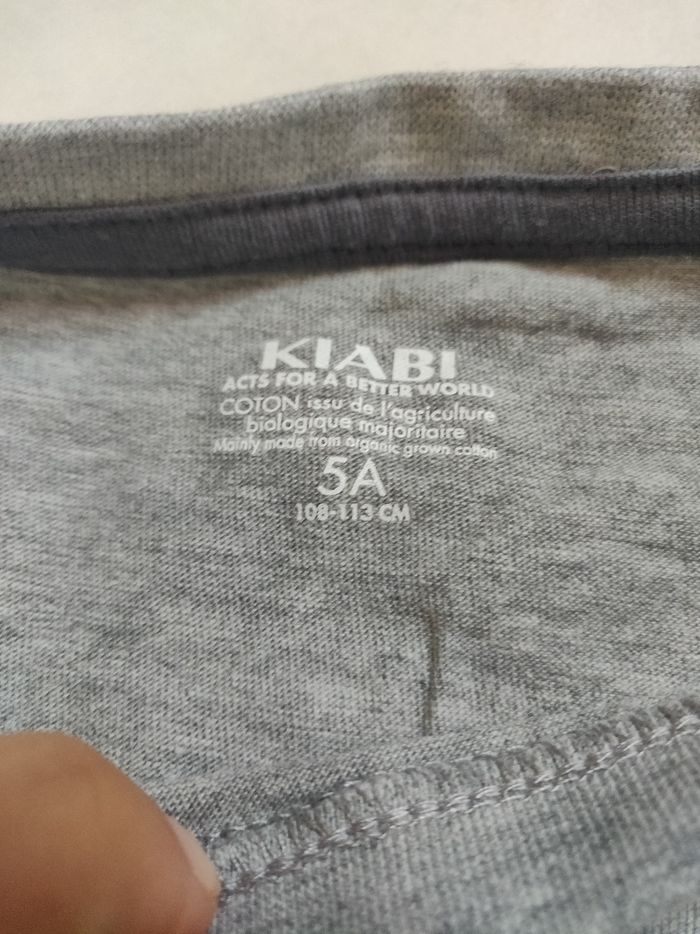 KIABI
ACTS FOR A BETTER WORLD
COTON issu de l'agriculture
biologique majoritaire
Mainly made from organic grown cotton
5A
108-113 CM